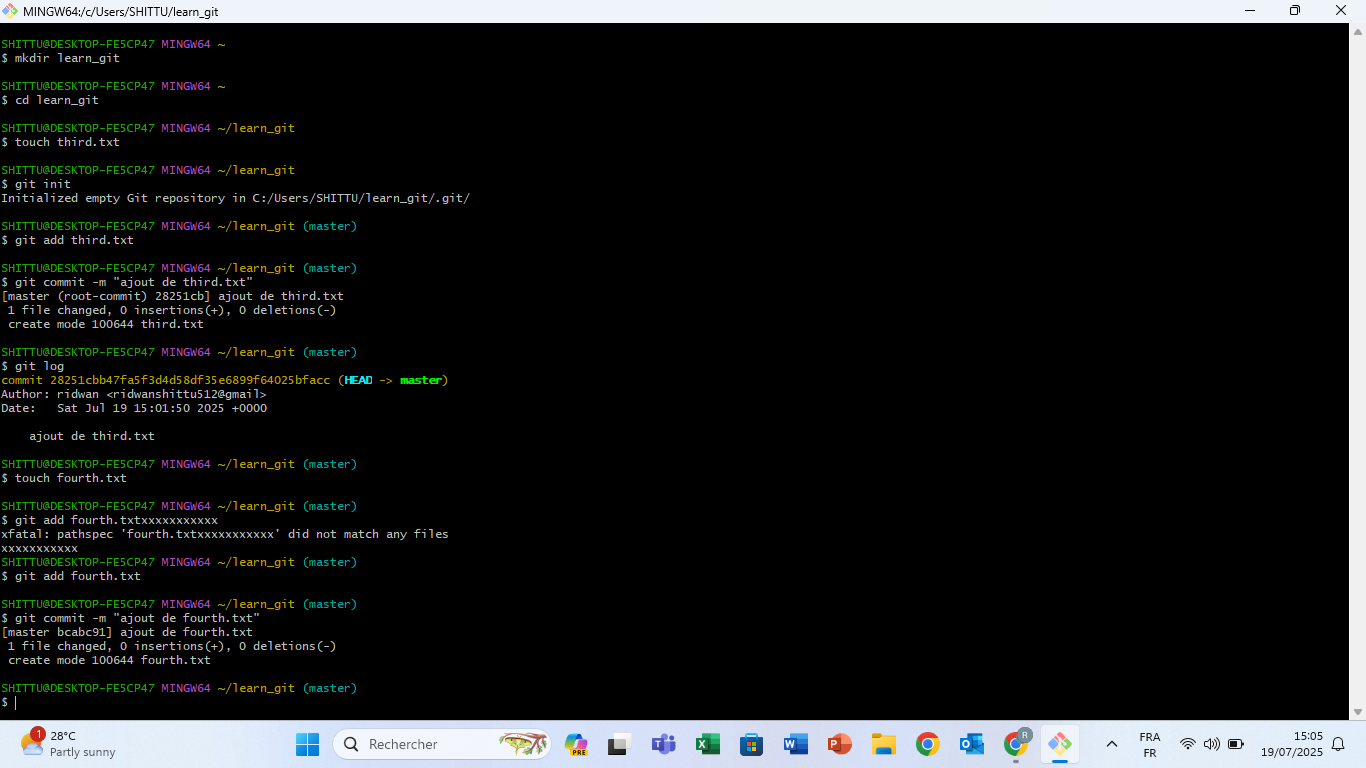 MINGW64:/c/Users/SHITTU/learn_git
SHITTU@DESKTOP-FE5CP47 MINGW64 ~
$ mkdir learn_git
SHITTU@DESKTOP-FE5CP47 MINGW64 ~
$ cd learn_git
SHITTU@DESKTOP-FE5CP47 MINGW64 ~/learn_git
$ touch third.txt
SHITTU@DESKTOP-FE5CP47 MINGW64 ~/learn_git
$ git init
Initialized empty Git repository in C:/Users/SHITTU/learn_git/.git/
SHITTU@DESKTOP-FE5CP47 MINGW64 ~/learn_git (master)
$ git add third.txt
SHITTU@DESKTOP-FE5CP47 MINGW64 ~/learn_git (master)
$ git commit -m "ajout de third.txt"
[master (root-commit) 28251cb] ajout de third.txt
1 file changed, 0 insertions(+), 0 deletions(-)
create mode 100644 third.txt
SHITTU@DESKTOP-FE5CP47 MINGW64 ~/learn_git (master)
$ git log
commit 28251cbb47fa5f3d4d58df35e6899f64025bfacc (HEAD -> master)
Author: ridwan <ridwanshittu512@gmail>
Date:   Sat Jul 19 15:01:50 2025 +0000
ajout de third.txt
SHITTU@DESKTOP-FE5CP47 MINGW64 ~/learn_git (master)
$ touch fourth.txt
SHITTU@DESKTOP-FE5CP47 MINGW64 ~/learn_git (master)
$ git add fourth.txtxxxxxxxxxxx
xfatal: pathspec 'fourth.txtxxxxxxxxxxx' did not match any files
xxxxxxxxxxx
SHITTU@DESKTOP-FE5CP47 MINGW64 ~/learn_git (master)
$ git add fourth.txt
SHITTU@DESKTOP-FE5CP47 MINGW64 ~/learn_git (master)
$ git commit -m "ajout de fourth.txt"
[master bcabc91] ajout de fourth.txt
1 file changed, 0 insertions(+), 0 deletions(-)
create mode 100644 fourth.txt
SHITTU@DESKTOP-FE5CP47 MINGW64 ~/learn_git (master)
$
1
28°C
Partly sunny
Rechercher
PRE
R
FRA
FR
15:05
19/07/2025